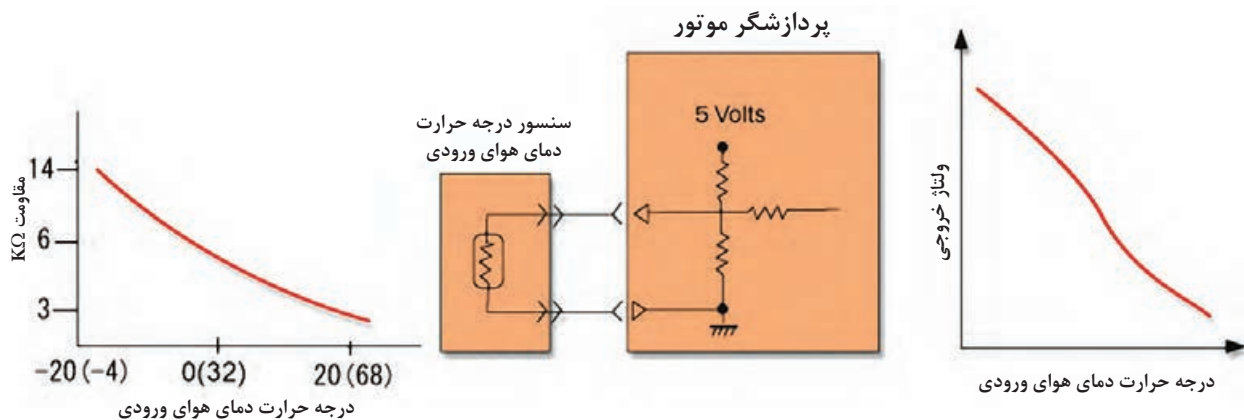 پردازشگر موتور
5 Volts
سنسور درجه حرارت
دمای هوای ورودی
مقاومت KΩ
14
6
3
-20(-4)
0(32)
20(68)
درجه حرارت دمای هوای ورودی
ولتاژ خروجی
درجه حرارت دمای هوای ورودی